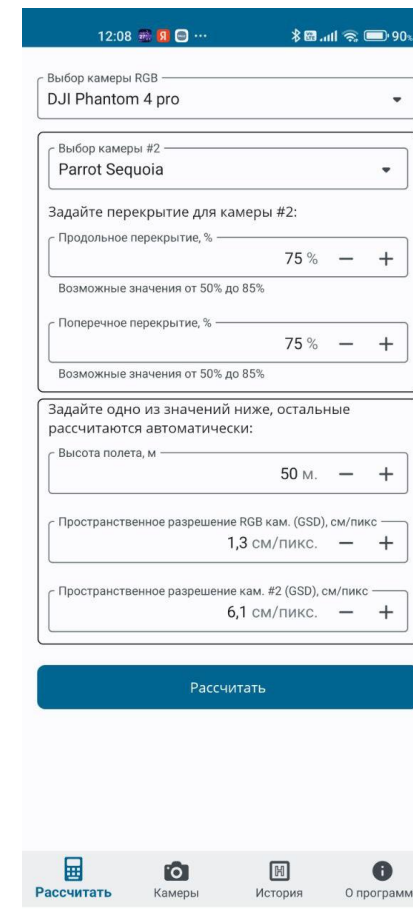 12:08 Я ··· 90%
Выбор камеры RGB
DJI Phantom 4 pro
Выбор камеры #2
Parrot Sequoia
Задайте перекрытие для камеры #2:
Продольное перекрытие, %
75 % − +
Возможные значения от 50% до 85%
Поперечное перекрытие, %
75 % − +
Возможные значения от 50% до 85%
Задайте одно из значений ниже, остальные
рассчитаются автоматически:
Высота полета, м
50 м. − +
Пространственное разрешение RGB кам. (GSD), см/пикс
1,3 см/пикс. − +
Пространственное разрешение кам. #2 (GSD), см/пикс
6,1 см/пикс. − +
Рассчитать
Рассчитать Камеры История О программ